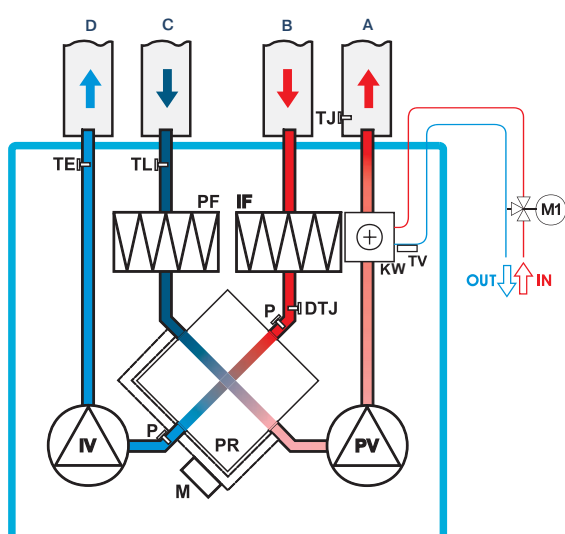 D C B A
TJ
TE TL
PF IF
M1
KW TV
OUT IN
P DTJ
P
IV PR PV
M